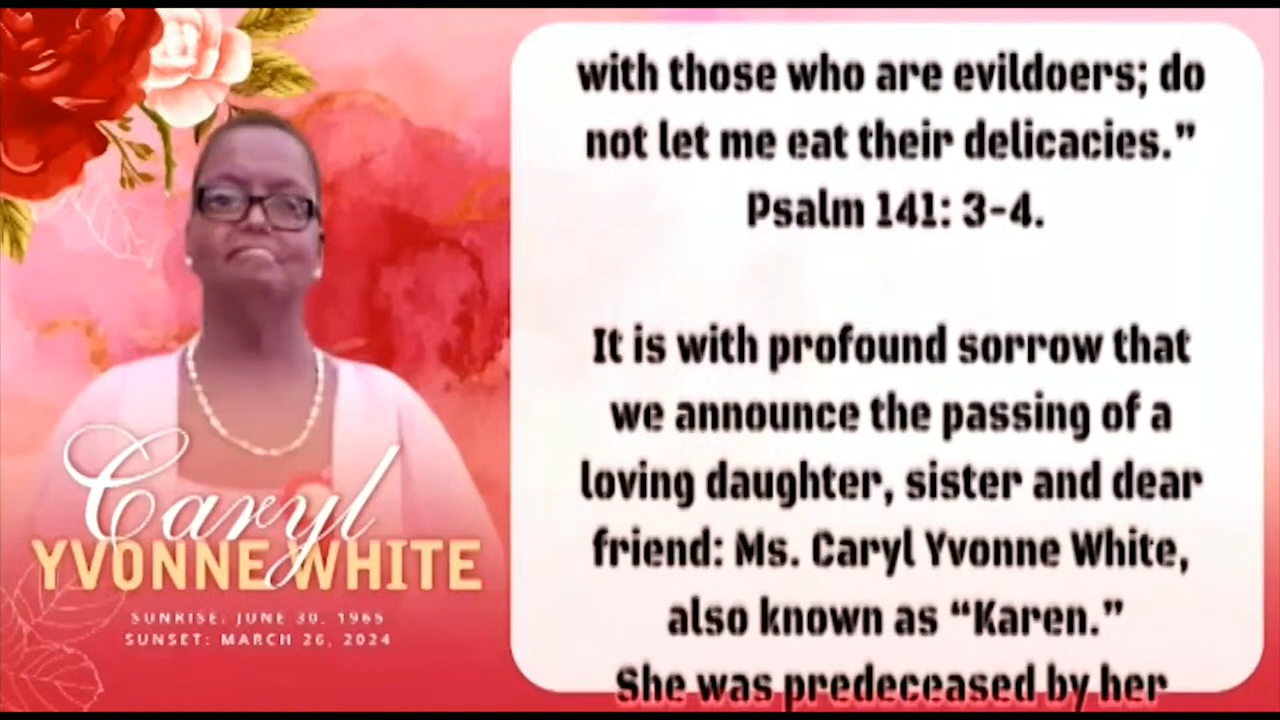 Caryl
YVONNE WHITE
SUNRISE: JUNE 30, 1965
SUNSET: MARCH 26, 2024
with those who are evildoers; do
not let me eat their delicacies.”
Psalm 141: 3-4.
It is with profound sorrow that
we announce the passing of a
loving daughter, sister and dear
friend: Ms. Caryl Yvonne White,
also known as “Karen.”
She was predeceased by her